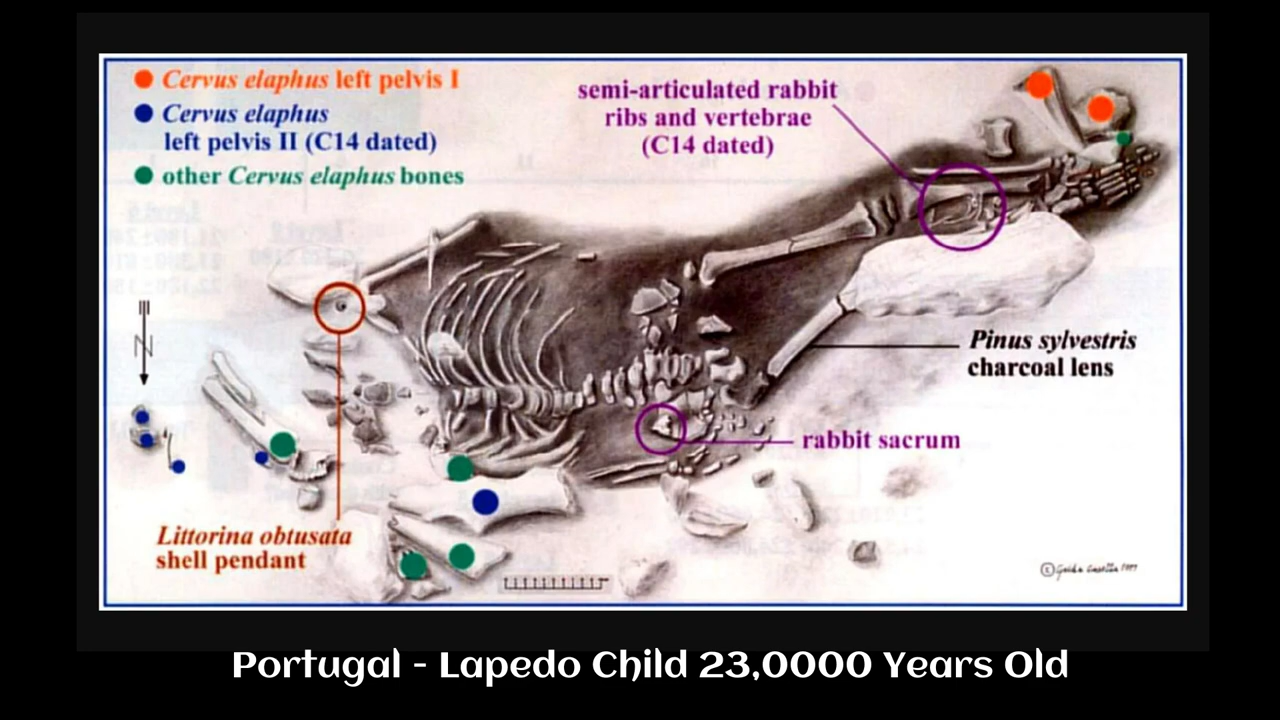 Cervus elaphus left pelvis I
Cervus elaphus
left pelvis II (C14 dated)
other Cervus elaphus bones
semi-articulated rabbit
ribs and vertebrae
(C14 dated)
N
Pinus sylvestris
charcoal lens
rabbit sacrum
Littorina obtusata
shell pendant
Portugal - Lapedo Child 23,0000 Years Old